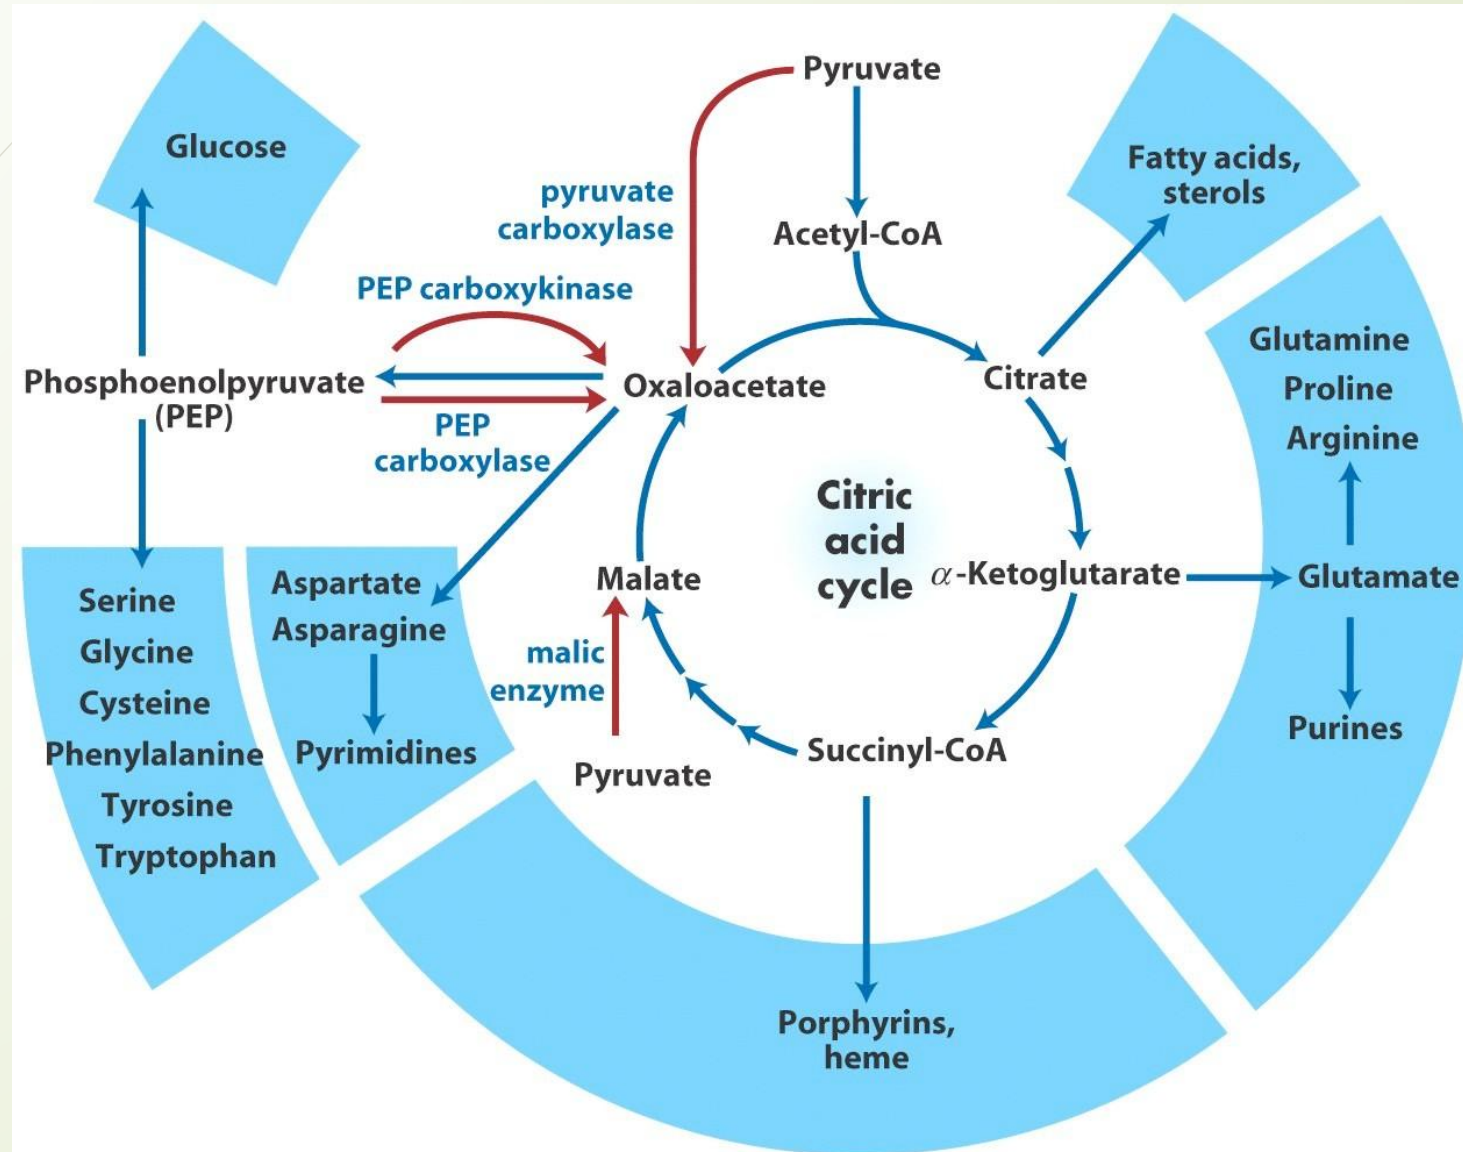 Pyruvate
Glucose
Fatty acids,
sterols
pyruvate
carboxylase
Acetyl-CoA
PEP carboxykinase
Glutamine
Phosphoenolpyruvate
(PEP)
Oxaloacetate
Citrate
Proline
Arginine
PEP
carboxylase
Citric
acid
cycle
Malate
α-Ketoglutarate
Glutamate
Aspartate
Asparagine
Serine
Glycine
Cysteine
Phenylalanine
Tyrosine
Tryptophan
Pyrimidines
malic
enzyme
Pyruvate
Succinyl-CoA
Purines
Porphyrins,
heme